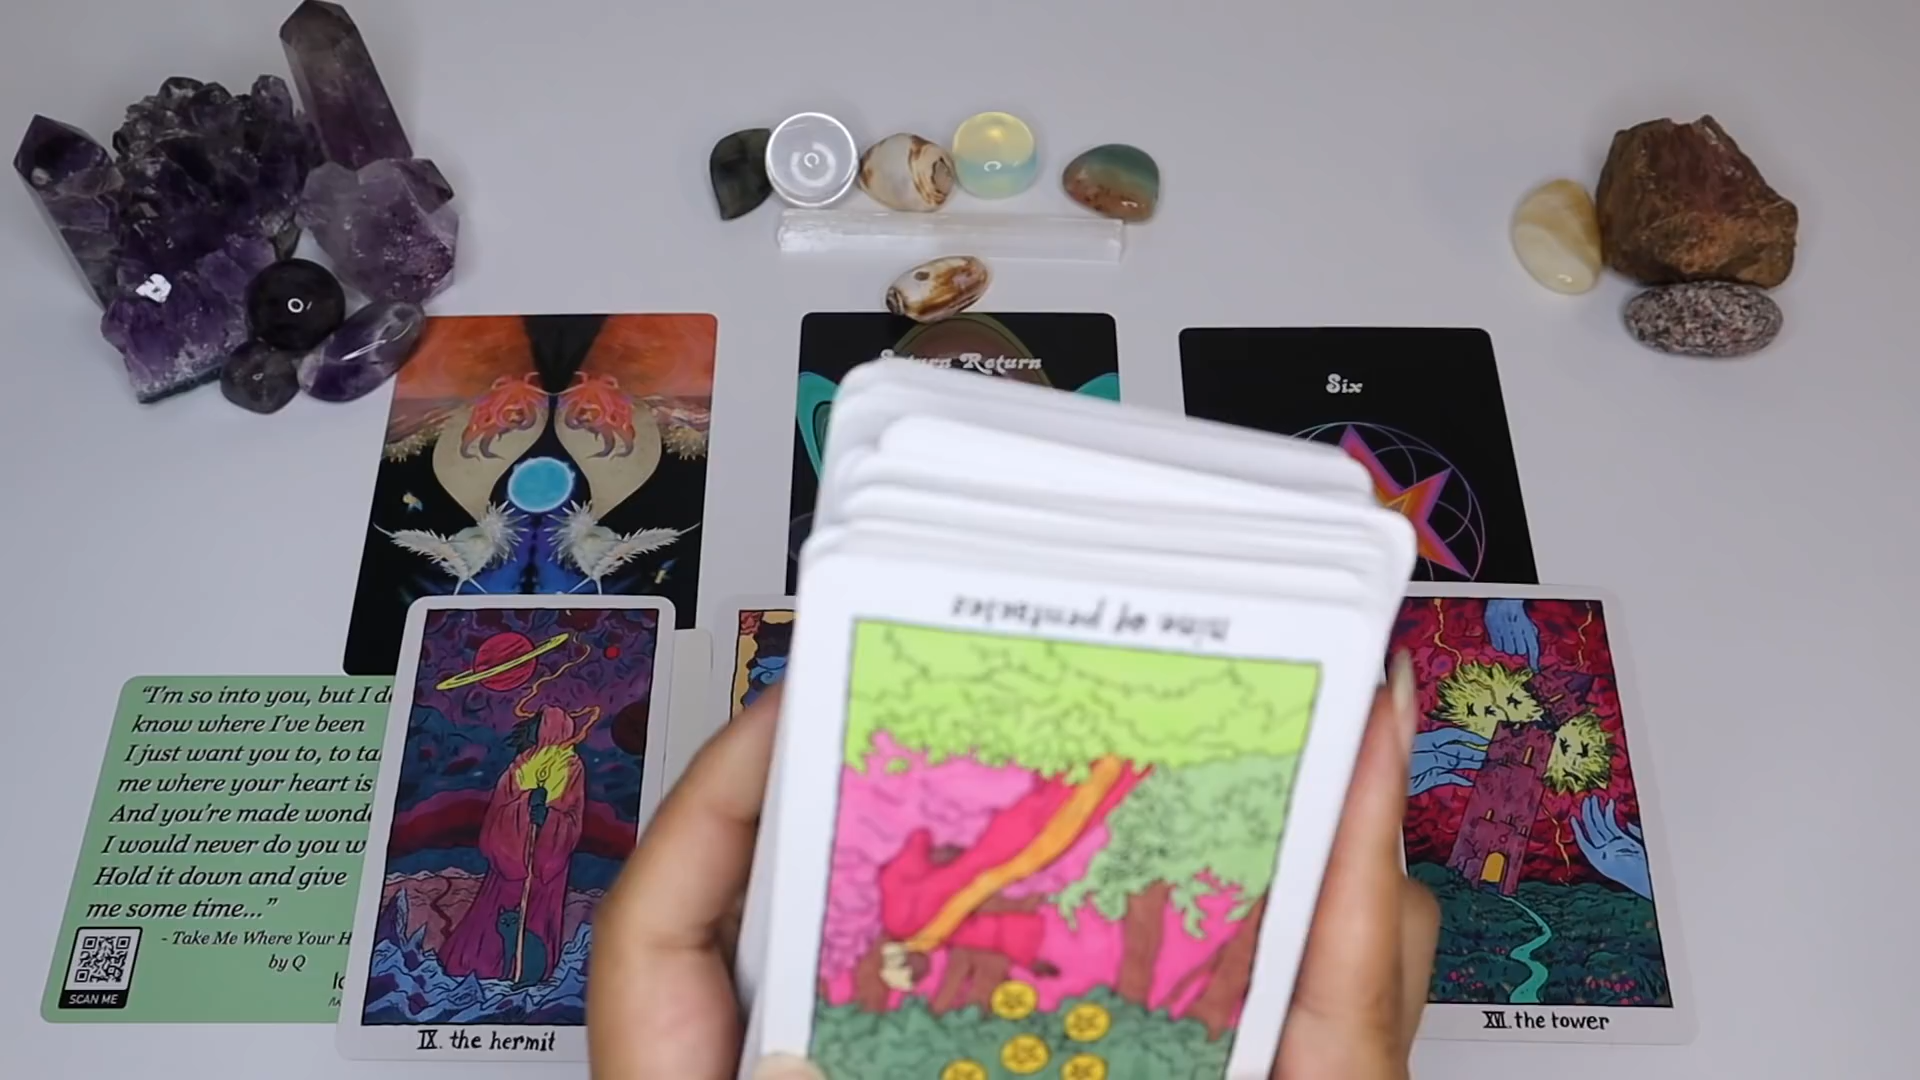 Saturn Return
Six
“I'm so into you, but I d
know where I've been
I just want you to, to ta
me where your heart is
And you're made wond
I would never do you w
Hold it down and give
me some time...”
- Take Me Where Your H
by Q
SCAN ME
IX. the hermit
nine of pentacles
XVI. the tower